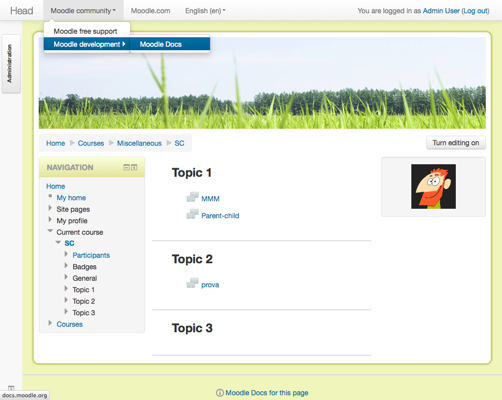 Head Moodle community Moodle.com English (en) You are logged in as Admin User (Log out)
Moodle free support
Moodle development Moodle Docs
Administration
Home Courses Miscellaneous SC Turn editing on
NAVIGATION
Home
My home
Site pages
My profile
Current course
SC
Participants
Badges
General
Topic 1
Topic 2
Topic 3
Courses
Topic 1
MMM
Parent-child
Topic 2
prova
Topic 3
Moodle Docs for this page
docs.moodle.org